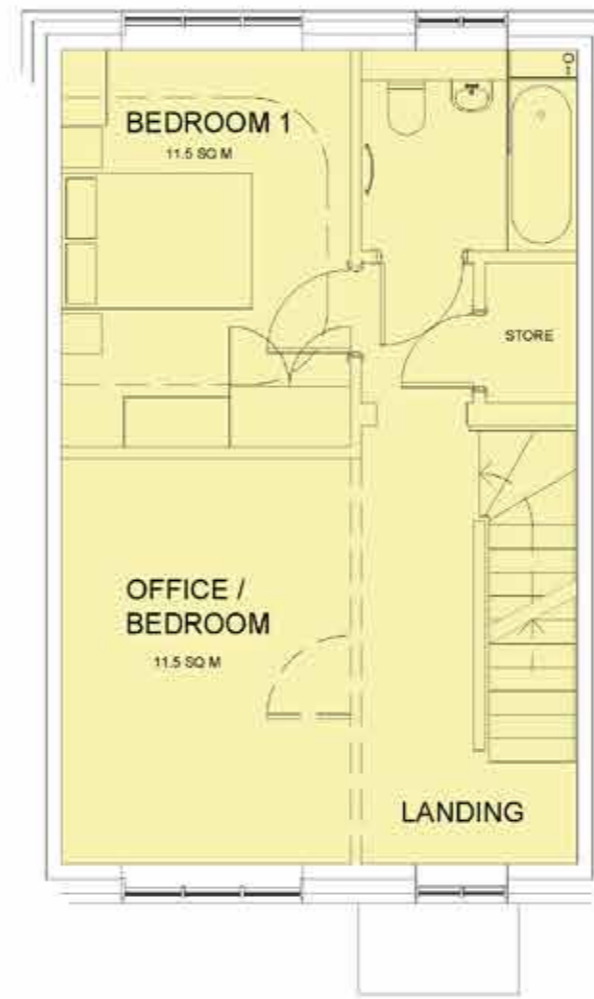 BEDROOM 1
11.5 SQ M
STORE
OFFICE /
BEDROOM
11.5 SQ M
LANDING